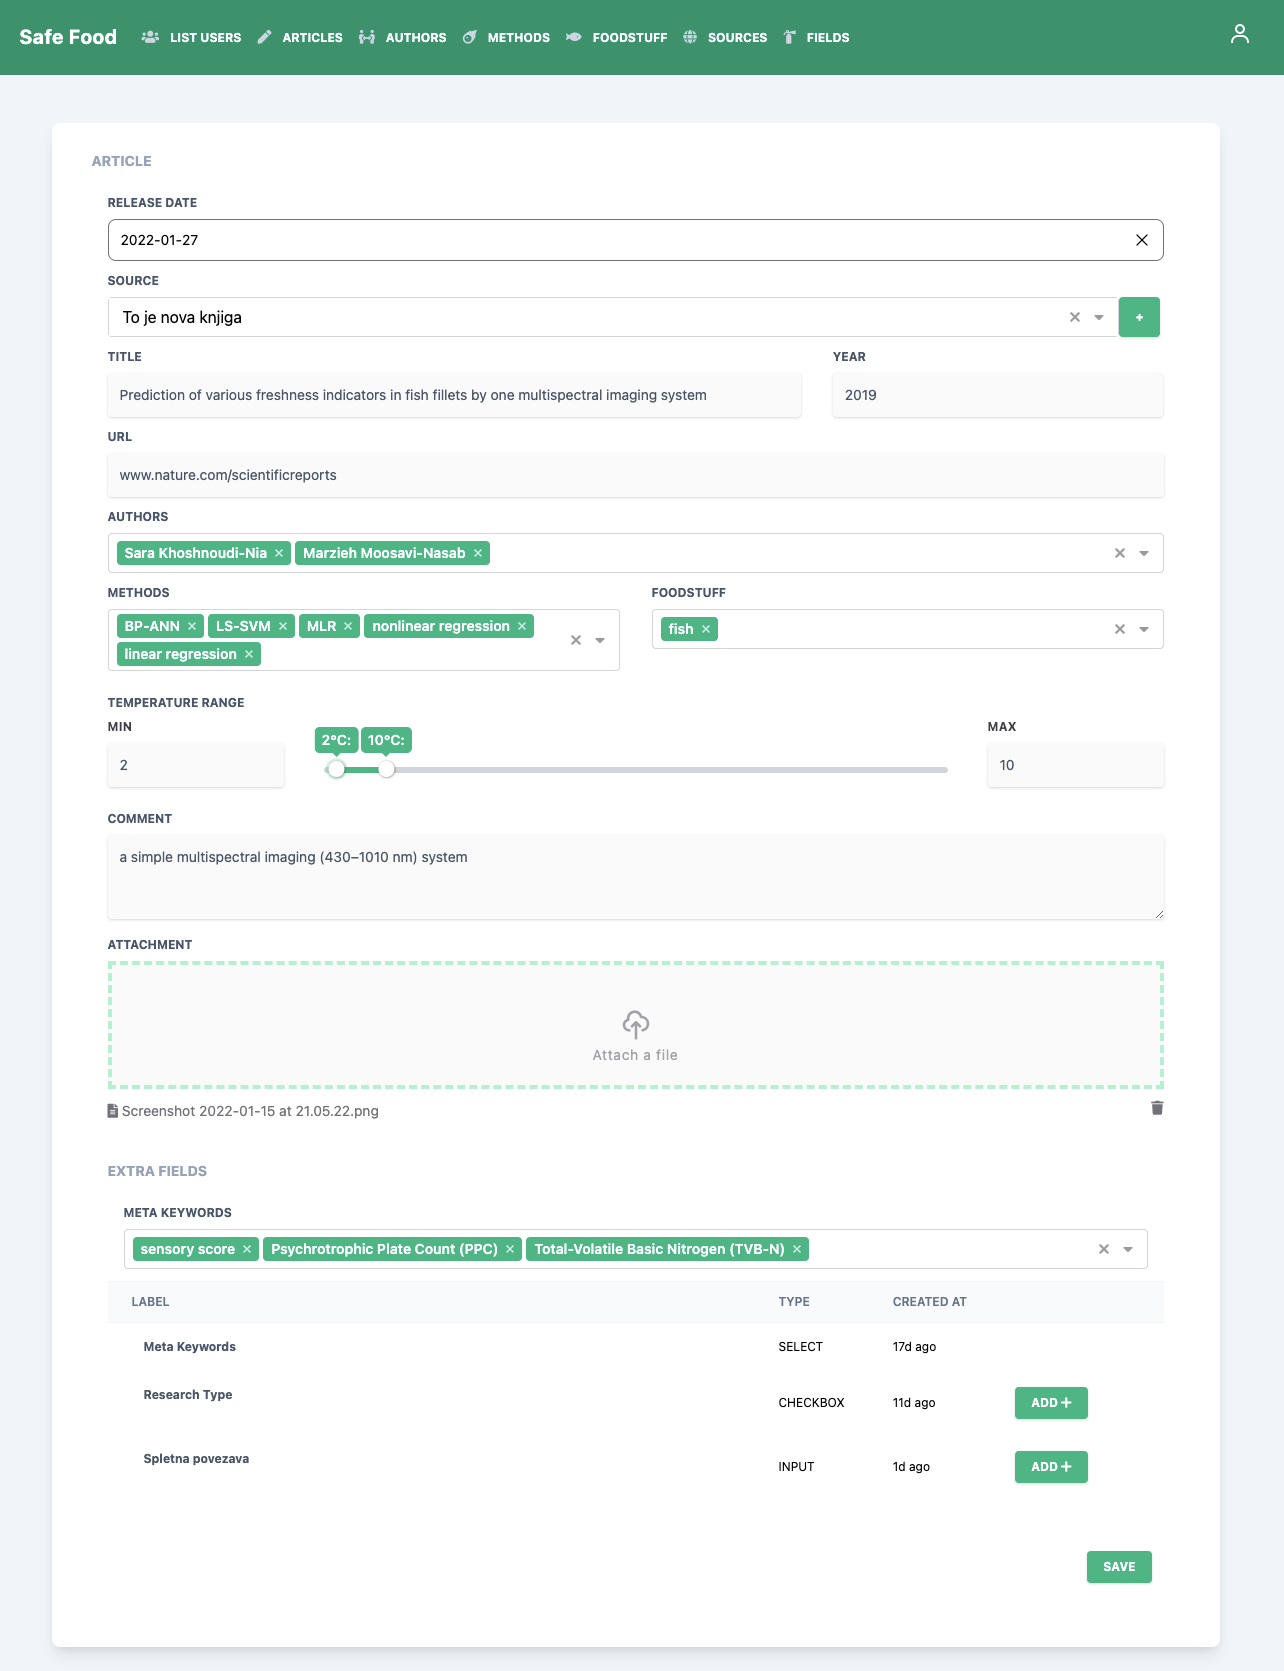 Safe Food LIST USERS ARTICLES AUTHORS METHODS FOODSTUFF SOURCES FIELDS
ARTICLE
RELEASE DATE
2022-01-27
SOURCE
To je nova knjiga
+
TITLE YEAR
Prediction of various freshness indicators in fish fillets by one multispectral imaging system 2019
URL
www.nature.com/scientificreports
AUTHORS
Sara Khoshnoudi-Nia × Marzieh Moosavi-Nasab ×
METHODS FOODSTUFF
BP-ANN × LS-SVM × MLR × nonlinear regression × fish ×
linear regression ×
TEMPERATURE RANGE
MIN MAX
2°C: 10°C:
2 10
COMMENT
a simple multispectral imaging (430–1010 nm) system
ATTACHMENT
Attach a file
Screenshot 2022-01-15 at 21.05.22.png
EXTRA FIELDS
META KEYWORDS
sensory score × Psychrotrophic Plate Count (PPC) × Total-Volatile Basic Nitrogen (TVB-N) ×
LABEL TYPE CREATED AT
Meta Keywords SELECT 17d ago
Research Type CHECKBOX 11d ago ADD +
Spletna povezava INPUT 1d ago ADD +
SAVE